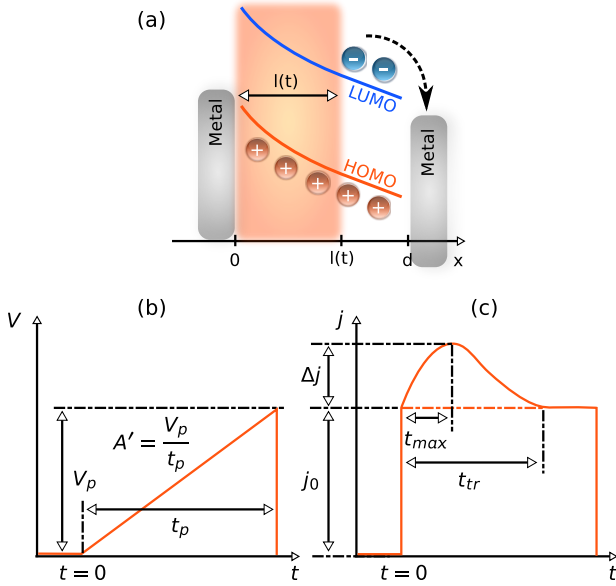 (a)
l(t)
LUMO
Metal
Metal
HOMO
− −
+ + + + +
0 l(t) d x
(b)
V
A′ = V_p / t_p
V_p
t_p
t = 0 t
(c)
j
Δj
t_max
j_0
t_tr
t = 0 t